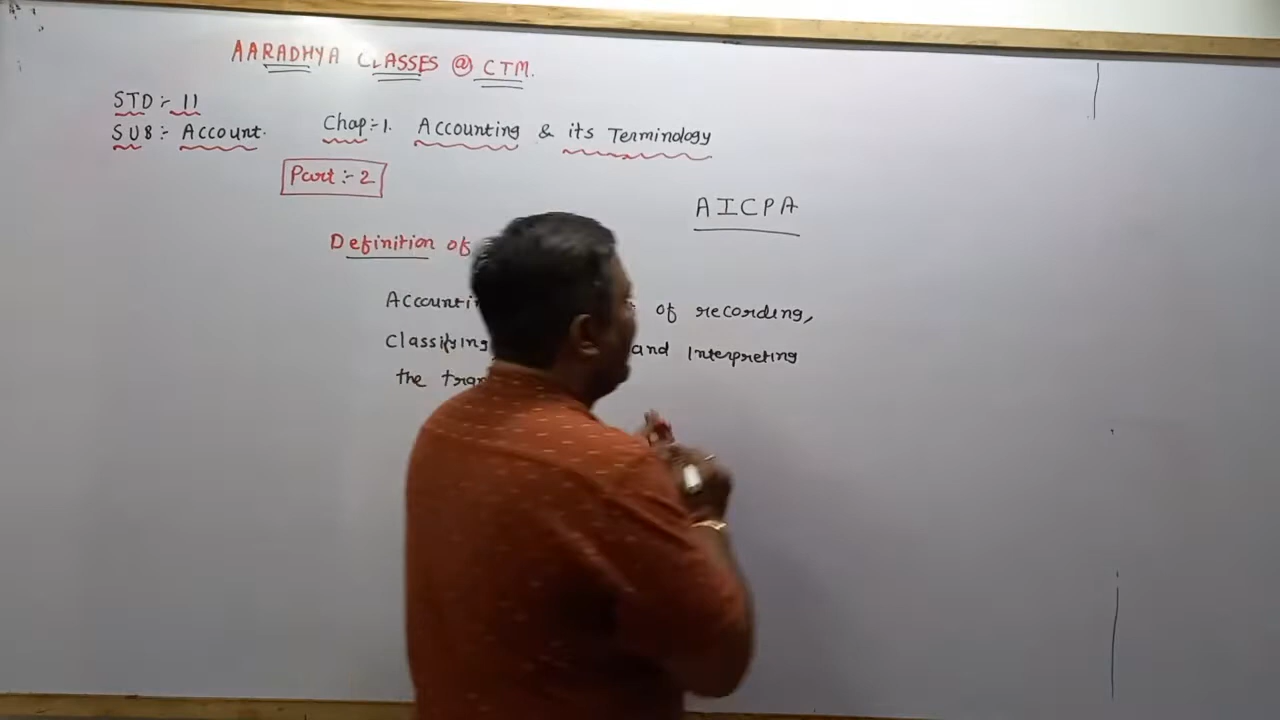 AARADHYA CLASSES @ CTM.
STD :- 11
SUB :- Account. Chap :- 1. Accounting & its Terminology
Part :- 2
AICPA
Definition of
of recording,
Classifying and Interpreting
the